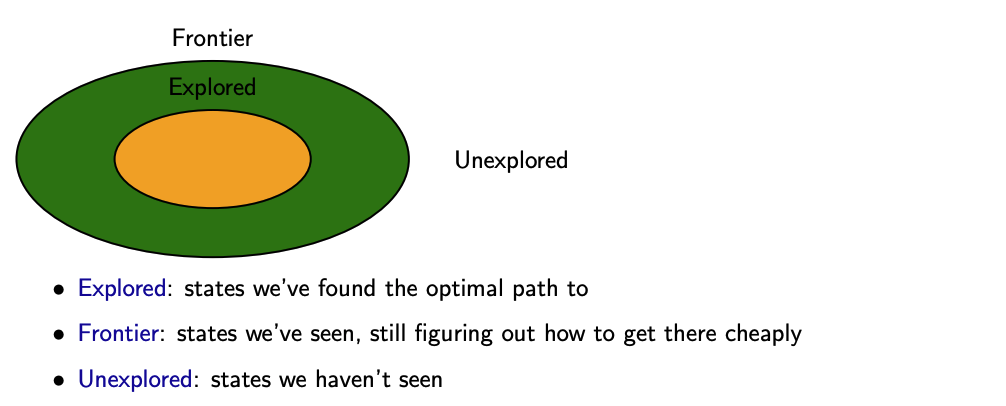 Frontier
Explored
Unexplored
• Explored: states we've found the optimal path to
• Frontier: states we've seen, still figuring out how to get there cheaply
• Unexplored: states we haven't seen